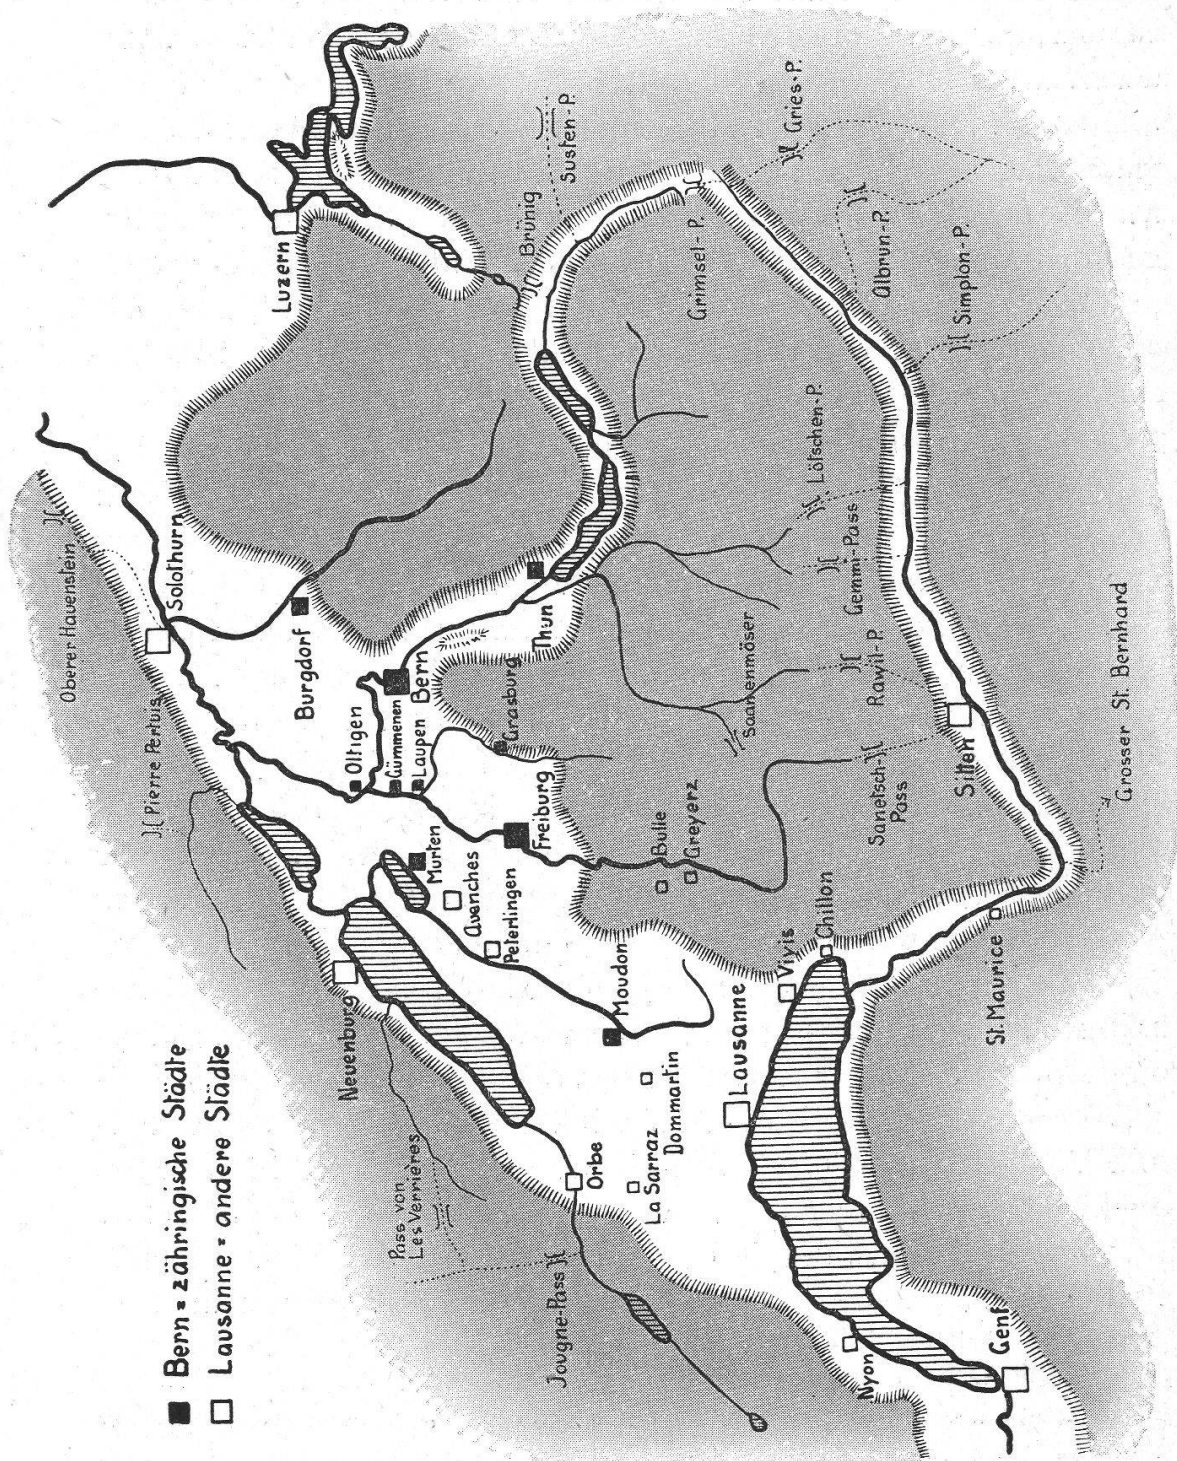 Bern = zähringische Städte
Lausanne = andere Städte
Oberer Hauenstein
Pierre Pertuis
Solothurn
Luzern
Burgdorf
Neuenburg
Oltigen
Gümmenen
Laupen
Bern
Murten
Avenches
Peterlingen
Freiburg
Grasburg
Thun
Brünig
Susten-P.
Gries-P.
Grimsel-P.
Albrun-P.
Simplon-P.
Lötschen-P.
Gemmi-Pass
Rawil-P.
Saanenmöser
Sanetsch-
Pass
Sitten
Grosser St. Bernhard
Bulle
Greyerz
Moudon
Pass von
Les Verrières
Jougne-Pass
Orbe
La Sarraz
Dommartin
Lausanne
Vivis
Chillon
St. Maurice
Nyon
Genf